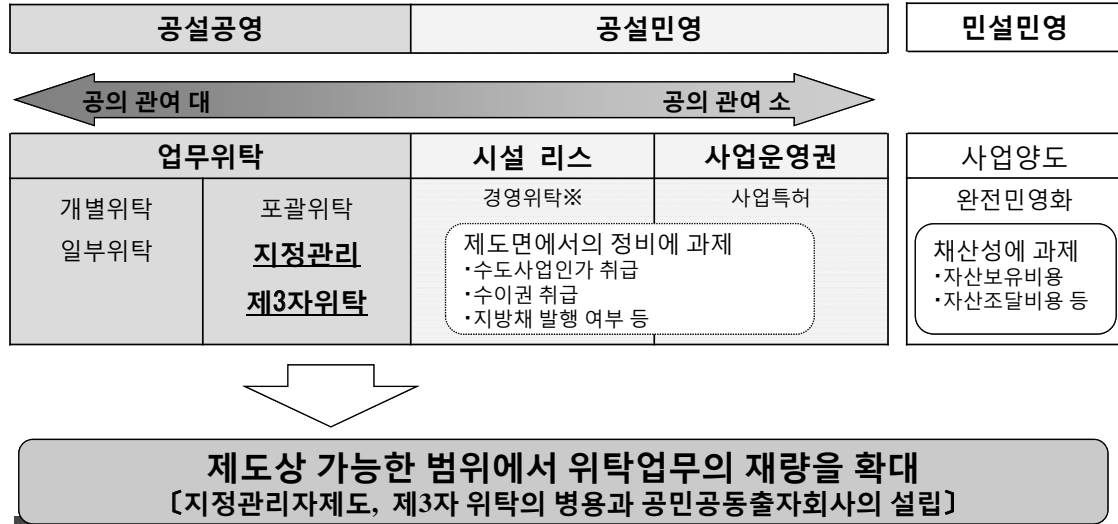 공설공영
공설민영
민설민영
공의 관여 대
공의 관여 소
업무위탁
시설 리스
사업운영권
사업양도
개별위탁
일부위탁
포괄위탁
지정관리
제3자위탁
경영위탁※
사업특허
완전민영화
제도면에서의 정비에 과제
･수도사업인가 취급
･수이권 취급
･지방채 발행 여부 등
채산성에 과제
･자산보유비용
･자산조달비용 등
제도상 가능한 범위에서 위탁업무의 재량을 확대
〔지정관리자제도, 제3자 위탁의 병용과 공민공동출자회사의 설립〕